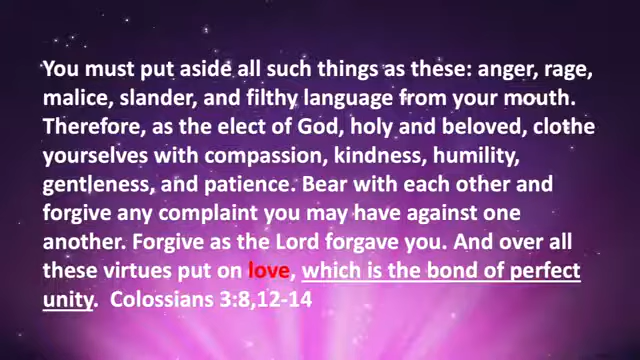 You must put aside all such things as these: anger, rage,
malice, slander, and filthy language from your mouth.
Therefore, as the elect of God, holy and beloved, clothe
yourselves with compassion, kindness, humility,
gentleness, and patience. Bear with each other and
forgive any complaint you may have against one
another. Forgive as the Lord forgave you. And over all
these virtues put on love, which is the bond of perfect
unity.  Colossians 3:8,12-14